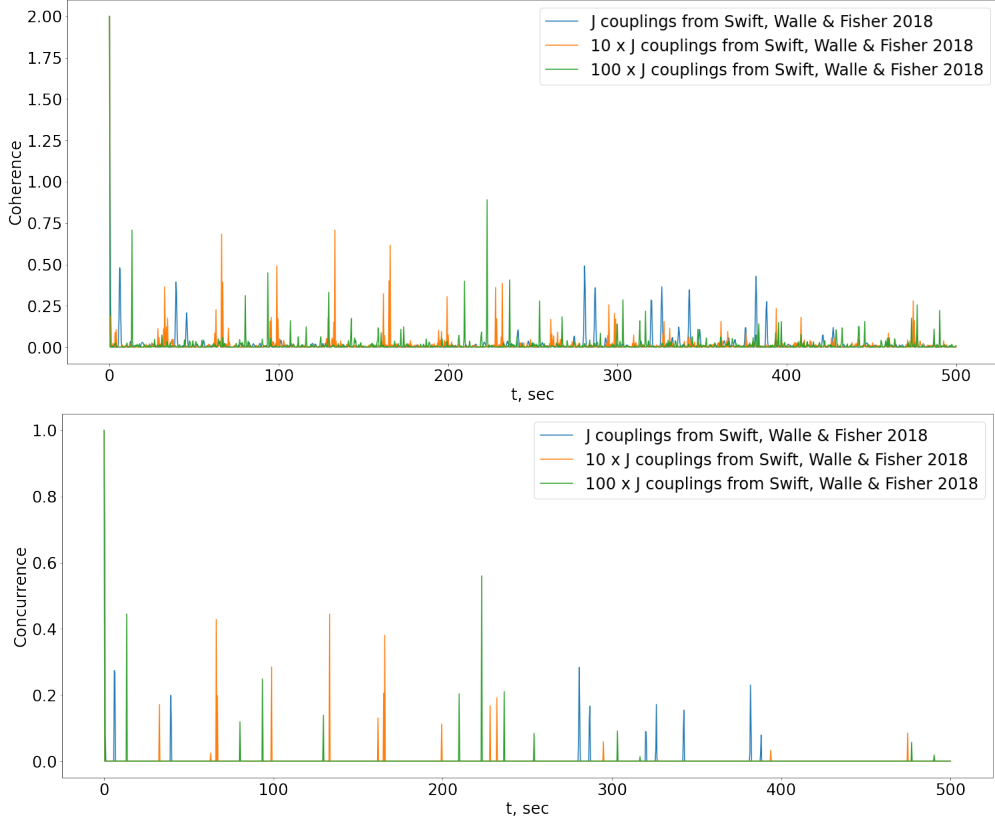 2.00
1.75
1.50
1.25
1.00
0.75
0.50
0.25
0.00
Coherence
J couplings from Swift, Walle & Fisher 2018
10 x J couplings from Swift, Walle & Fisher 2018
100 x J couplings from Swift, Walle & Fisher 2018
0 100 200 300 400 500
t, sec
1.0
0.8
0.6
0.4
0.2
0.0
Concurrence
J couplings from Swift, Walle & Fisher 2018
10 x J couplings from Swift, Walle & Fisher 2018
100 x J couplings from Swift, Walle & Fisher 2018
0 100 200 300 400 500
t, sec